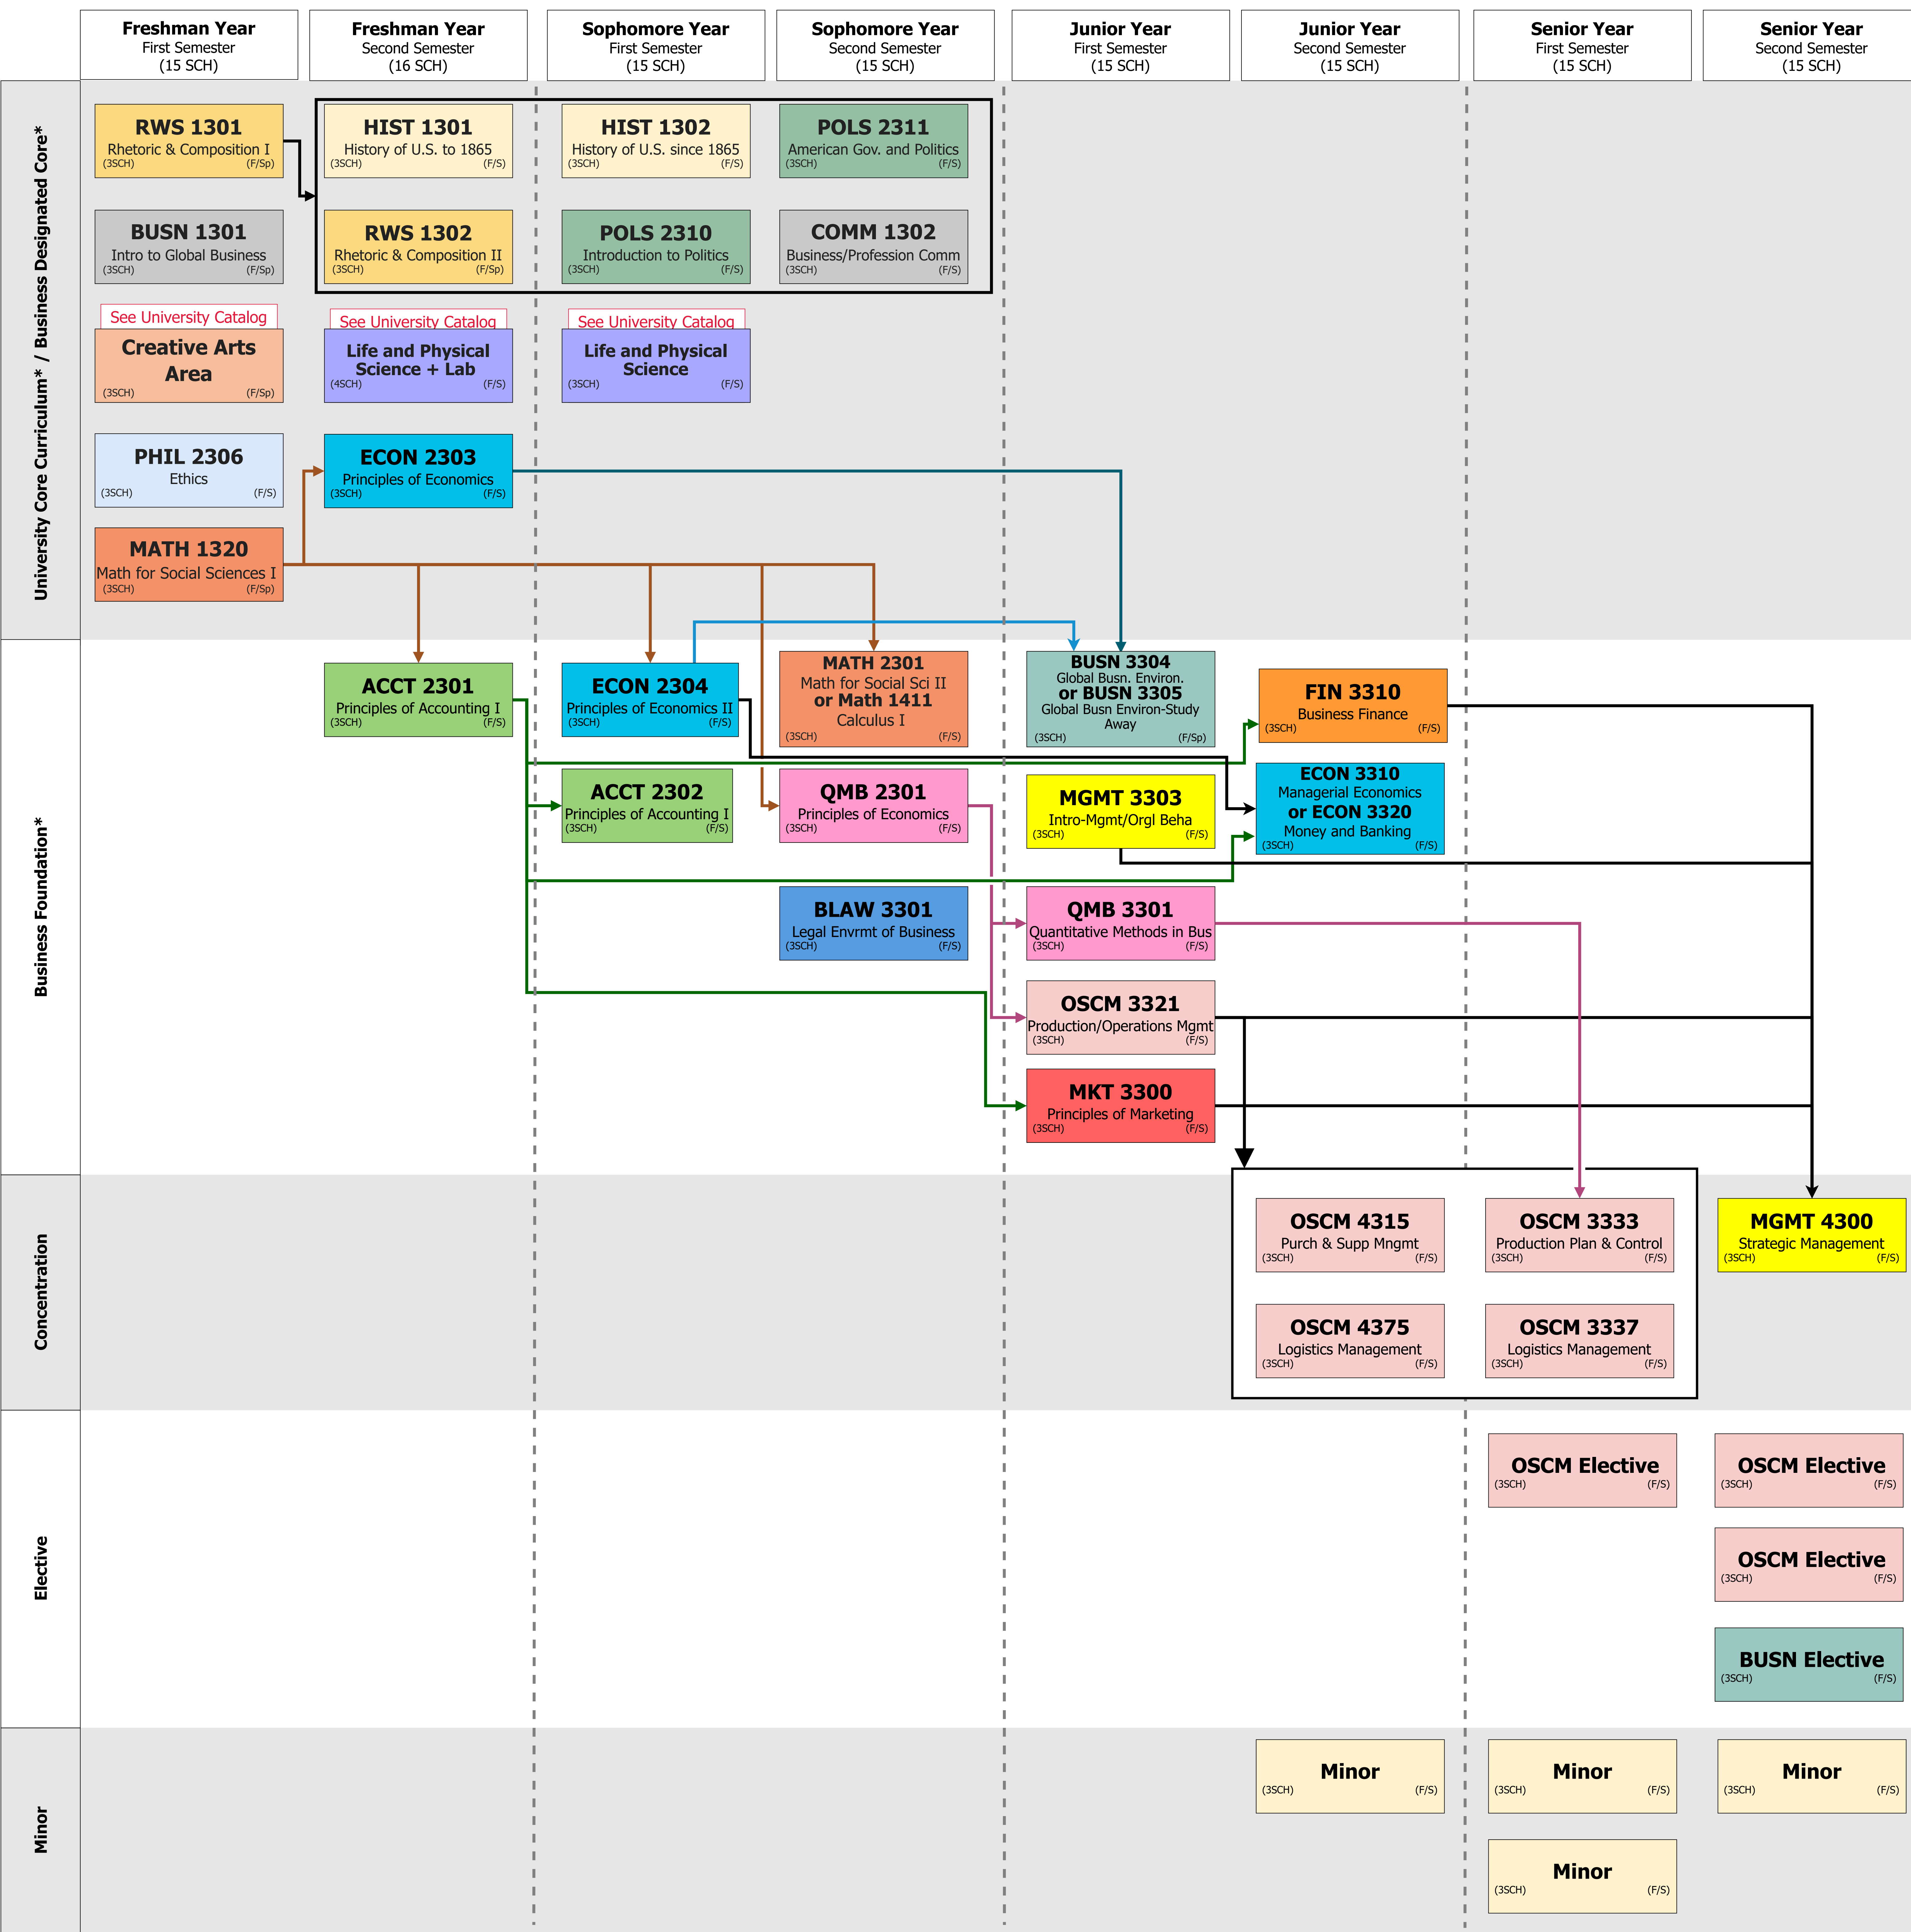 Freshman Year
First Semester
(15 SCH)
Freshman Year
Second Semester
(16 SCH)
Sophomore Year
First Semester
(15 SCH)
Sophomore Year
Second Semester
(15 SCH)
Junior Year
First Semester
(15 SCH)
Junior Year
Second Semester
(15 SCH)
Senior Year
First Semester
(15 SCH)
Senior Year
Second Semester
(15 SCH)
University Core Curriculum* / Business Designated Core*
RWS 1301
Rhetoric & Composition I
(3SCH) (F/Sp)
HIST 1301
History of U.S. to 1865
(3SCH) (F/S)
HIST 1302
History of U.S. since 1865
(3SCH) (F/S)
POLS 2311
American Gov. and Politics
(3SCH) (F/S)
BUSN 1301
Intro to Global Business
(3SCH) (F/Sp)
RWS 1302
Rhetoric & Composition II
(3SCH) (F/Sp)
POLS 2310
Introduction to Politics
(3SCH) (F/S)
COMM 1302
Business/Profession Comm
(3SCH) (F/S)
See University Catalog
Creative Arts
Area
(3SCH) (F/Sp)
See University Catalog
Life and Physical
Science + Lab
(4SCH) (F/S)
See University Catalog
Life and Physical
Science
(3SCH) (F/S)
PHIL 2306
Ethics
(3SCH) (F/S)
ECON 2303
Principles of Economics
(3SCH) (F/S)
MATH 1320
Math for Social Sciences I
(3SCH) (F/Sp)
Business Foundation*
ACCT 2301
Principles of Accounting I
(3SCH) (F/S)
ECON 2304
Principles of Economics II
(3SCH) (F/S)
MATH 2301
Math for Social Sci II
or Math 1411
Calculus I
(3SCH) (F/S)
BUSN 3304
Global Busn. Environ.
or BUSN 3305
Global Busn Environ-Study
Away
(3SCH) (F/Sp)
FIN 3310
Business Finance
(3SCH) (F/S)
ACCT 2302
Principles of Accounting I
(3SCH) (F/S)
QMB 2301
Principles of Economics
(3SCH) (F/S)
MGMT 3303
Intro-Mgmt/Orgl Beha
(3SCH) (F/S)
ECON 3310
Managerial Economics
or ECON 3320
Money and Banking
(3SCH) (F/S)
BLAW 3301
Legal Envrmt of Business
(3SCH) (F/S)
QMB 3301
Quantitative Methods in Bus
(3SCH) (F/S)
OSCM 3321
Production/Operations Mgmt
(3SCH) (F/S)
MKT 3300
Principles of Marketing
(3SCH) (F/S)
Concentration
OSCM 4315
Purch & Supp Mngmt
(3SCH) (F/S)
OSCM 3333
Production Plan & Control
(3SCH) (F/S)
MGMT 4300
Strategic Management
(3SCH) (F/S)
OSCM 4375
Logistics Management
(3SCH) (F/S)
OSCM 3337
Logistics Management
(3SCH) (F/S)
Elective
OSCM Elective
(3SCH) (F/S)
OSCM Elective
(3SCH) (F/S)
OSCM Elective
(3SCH) (F/S)
BUSN Elective
(3SCH) (F/S)
Minor
Minor
(3SCH) (F/S)
Minor
(3SCH) (F/S)
Minor
(3SCH) (F/S)
Minor
(3SCH) (F/S)